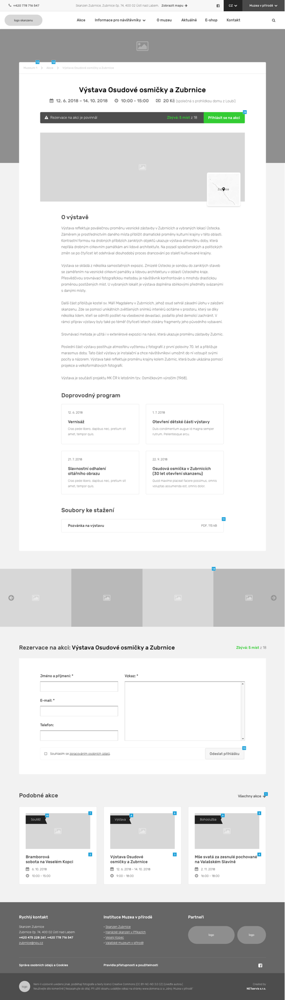 +420 778 716 547
Skanzen Zubrnice, Zubrnice čp. 74, 400 02 Ústí nad Labem. Zobrazit mapu
CZ
Muzea v přírodě
logo skanzenu
Akce
Informace pro návštěvníky
O muzeu
Aktuálně
E-shop
Kontakt
17
12
Muzeum 1
Akce
Výstava Osudové osmičky a Zubrnice
Výstava Osudové osmičky a Zubrnice
12. 6. 2018 – 14. 10. 2018
10:00 - 15:00
20 Kč (společná s prohlídkou domu z Loubí)
Rezervace na akci je povinná!
Zbývá: 5 míst z 18
Přihlásit se na akci
Zubrnice
O výstavě
Výstava reflektuje poválečnou proměnu vesnické zástavby v Zubrnicích a vybraných lokací Ústecka.
Záměrem je prostřednictvím daného místa přiblížit dramatické proměny kulturní krajiny v této oblasti.
Kontrastní formou na drobných příbězích zaniklých objektů ukazuje výstava atmosféru doby, která
nepřála drobným církevním památkám ani lidové architektuře. Na pozadí společenských a politických
změn se po čtyřicet let odehrával dlouhodobý proces drancování po staletí kultivované krajiny.
Výstava se skládá z několika samostatných expozic. Zmizelé Ústecko je sondou do zaniklých staveb
se zaměřením na vesnické církevní památky a lidovou architekturu v oblasti Ústeckého kraje.
Přesvědčivou srovnávací fotografickou metodou je návštěvník konfrontován s mnohdy drastickou
proměnou postižených míst. U vybraných lokalit je výstava doplněna sbírkovými předměty svázanými
s danými místy.
Další část přibližuje kostel sv. Máří Magdaleny v Zubrnicích, jehož osud sehrál zásadní úlohu v založení
skanzenu. Zde se pomocí unikátních zvětšených snímků interiérů ocitáme v prostoru, který se díky
několika lidem, kteří se odmítli podílet na všeobecné devastaci, podařilo před demolicí zachránit. V
rámci příprav výstavy byly také po téměř čtyřiceti letech získány fragmenty jeho původního vybavení.
Srovnávací metoda je užitá i v exteriérové expozici na návsi, která ukazuje proměnu zástavby Zubrnic.
Poslední část výstavy postihuje atmosféru vyčtenou z fotografií z první poloviny 70. let a přibližuje
marasmus doby. Tato část výstavy je instalační a chce návštěvníkovi umožnit do ní vstoupit svými
pocity a názorem. Výstava také reflektuje proměnu krajiny kolem Zubrnic, která bude ukázána pomocí
projekce a velkoformátových fotografií.
Výstava je součástí projektu MK ČR k letošním tzv. Osmičkovým výročím (1968).
Doprovodný program
12. 6. 2018
Vernisáž
Cras pede libero, dapibus nec, pretium sit
amet, tempor quis.
1. 7. 2018
Otevření dětské části výstavy
Duis condimentum augue id magna semper
rutrum. Pellentesque arcu.
21. 7. 2018
Slavnostní odhalení
oltářního obrazu
Cras pede libero, dapibus nec, pretium sit
amet, tempor quis.
22. 9. 2018
Osudová osmička v Zubrnicích
(30 let otevření skanzenu)
Quod maxime placeat facere possimus, omnis
voluptas assumenda est, omnis dolor.
Soubory ke stažení
11
Pozvánka na výstavu
PDF, 115 kB
14
Rezervace na akci: Výstava Osudové osmičky a Zubrnice
Zbývá: 5 míst z 18
Jméno a příjmení: *
Vzkaz: *
E-mail: *
Telefon:
Souhlasím se zpracováním osobních údajů.
Odeslat přihlášku
Podobné akce
Všechny akce
Soutěž
Bramborová
sobota na Veselém Kopci
6. 10. 2018
10:00 - 15:00
Výstava
Výstava Osudové
osmičky a Zubrnice
12. 6. 2018 - 14. 10. 2018
9:00 - 18:00
Bohoslužba
Mše svatá za zesnulé pochované
na Valašském Slavíně
2. 11. 2018
16:00 - 18:00
Rychlý kontakt
Skanzen Zubrnice
Zubrnice čp. 74, 400 02 Ústí nad Labem
+420 475 228 267, +420 778 716 547
zubrnice@npu.cz
Instituce Muzea v přírodě
• Skanzen Zubrnice
• Hanácké skanzen v Příkazích
• Veselý Kopec
• Valašské muzeum v přírodě
Partneři
logo
logo
Správa osobních údajů a Cookies
Pravidla přístupnosti a použitelnosti
logo
Není-li výslovně uvedeno jinak, podléhají fotografie a texty licenci Creative Commons (CC BY-NC-ND 3.0 CZ) (Uveďte autora |
Neužívejte dílo komerčně | Nezasahujte do díla). Při užití obsahu uvádějte odkaz na www.domena.cz a „zdroj: Muzea v přírodě“
Created by
NETservis s.r.o.